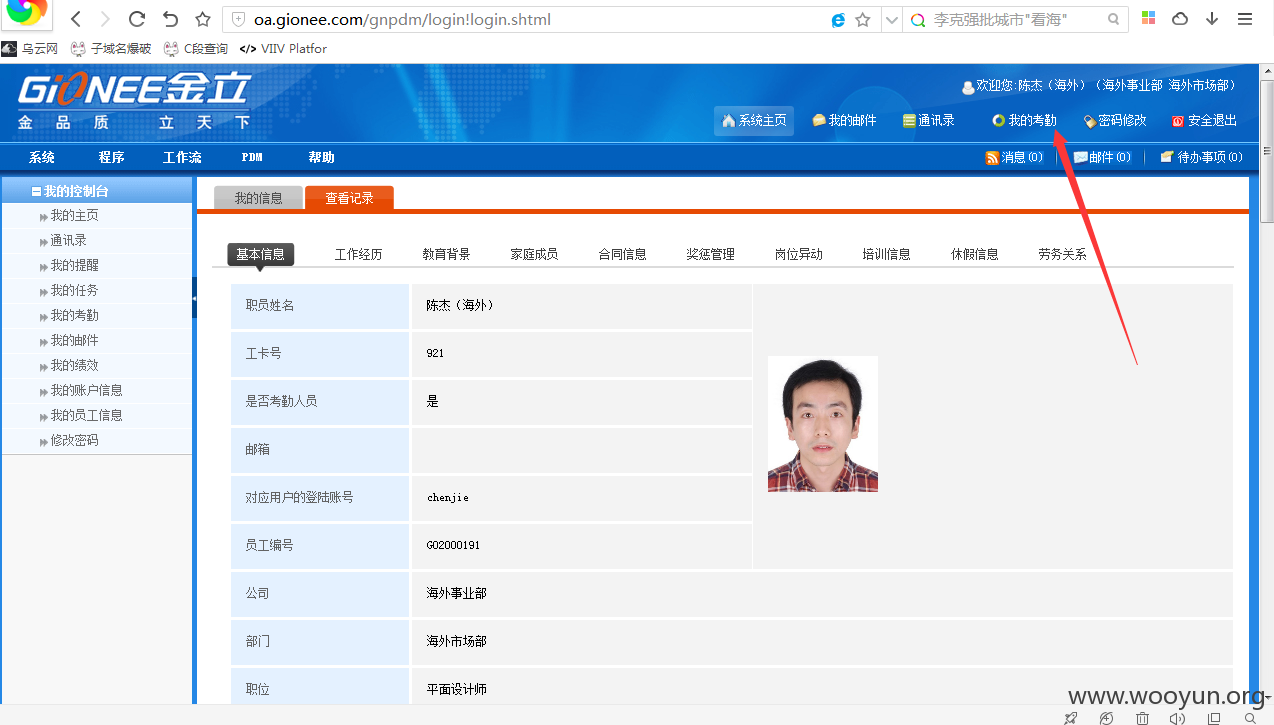 oa.gionee.com/gnpdm/login!login.shtml
李克强批城市"看海"
乌云网 子域名爆破 C段查询 </> VIIV Platfor
GiONEE金立
金品质 立天下
欢迎您:陈杰（海外）（海外事业部 海外市场部）
系统主页 我的邮件 通讯录 我的考勤 密码修改 安全退出
系统 程序 工作流 PDM 帮助
消息(0) 邮件(0) 待办事项(0)
我的控制台
我的主页
通讯录
我的提醒
我的任务
我的考勤
我的邮件
我的绩效
我的账户信息
我的员工信息
修改密码
我的信息 查看记录
基本信息 工作经历 教育背景 家庭成员 合同信息 奖惩管理 岗位异动 培训信息 休假信息 劳务关系
职员姓名 陈杰（海外）
工卡号 921
是否考勤人员 是
邮箱
对应用户的登陆账号 chenjie
员工编号 G02000191
公司 海外事业部
部门 海外市场部
职位 平面设计师
www.wooyun.org